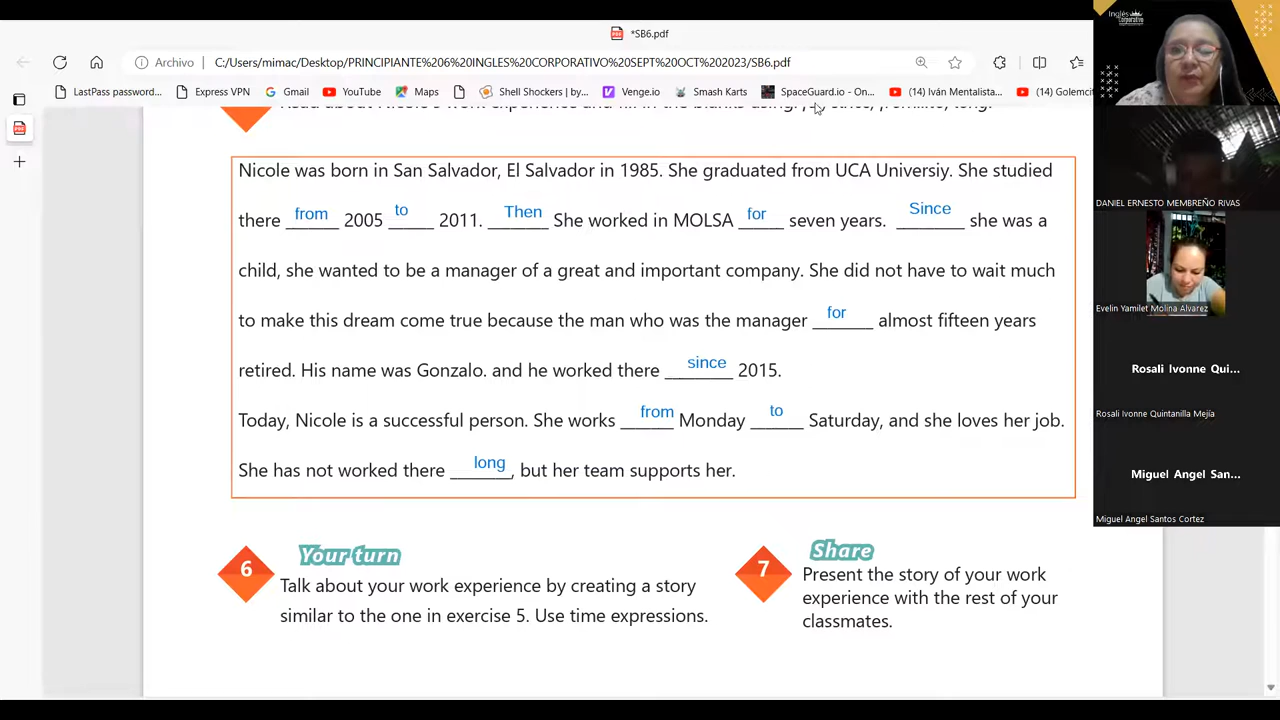 *SB6.pdf
Archivo C:/Users/mimac/Desktop/PRINCIPIANTE%206%20INGLES%20CORPORATIVO%20SEPT%20OCT%202023/SB6.pdf
LastPass password... Express VPN Gmail YouTube Maps Shell Shockers | by... Venge.io Smash Karts SpaceGuard.io - On... (14) Iván Mentalista... (14) Golemcit
Nicole was born in San Salvador, El Salvador in 1985. She graduated from UCA Universiy. She studied
there from 2005 to 2011. Then She worked in MOLSA for seven years. Since she was a
child, she wanted to be a manager of a great and important company. She did not have to wait much
to make this dream come true because the man who was the manager for almost fifteen years
retired. His name was Gonzalo. and he worked there since 2015.
Today, Nicole is a successful person. She works from Monday to Saturday, and she loves her job.
She has not worked there long, but her team supports her.
6 Your turn
Talk about your work experience by creating a story
similar to the one in exercise 5. Use time expressions.
7 Share
Present the story of your work
experience with the rest of your
classmates.
Inglés
Corporativo
DANIEL ERNESTO MEMBREÑO RIVAS
Evelin Yamilet Molina Alvarez
Rosali Ivonne Qui...
Rosali Ivonne Quintanilla Mejía
Miguel Angel San...
Miguel Angel Santos Cortez